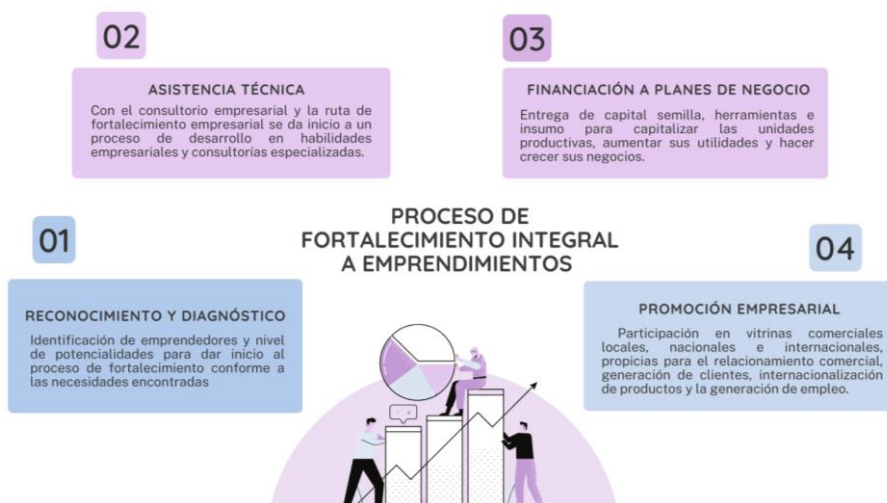 02
ASISTENCIA TÉCNICA
Con el consultorio empresarial y la ruta de
fortalecimiento empresarial se da inicio a un
proceso de desarrollo en habilidades
empresariales y consultorías especializadas.
03
FINANCIACIÓN A PLANES DE NEGOCIO
Entrega de capital semilla, herramientas e
insumo para capitalizar las unidades
productivas, aumentar sus utilidades y hacer
crecer sus negocios.
PROCESO DE
FORTALECIMIENTO INTEGRAL
A EMPRENDIMIENTOS
01
RECONOCIMIENTO Y DIAGNÓSTICO
Identificación de emprendedores y nivel
de potencialidades para dar inicio al
proceso de fortalecimiento conforme a
las necesidades encontradas
04
PROMOCIÓN EMPRESARIAL
Participación en vitrinas comerciales
locales, nacionales e internacionales,
propicias para el relacionamiento comercial,
generación de clientes, internacionalización
de productos y la generación de empleo.